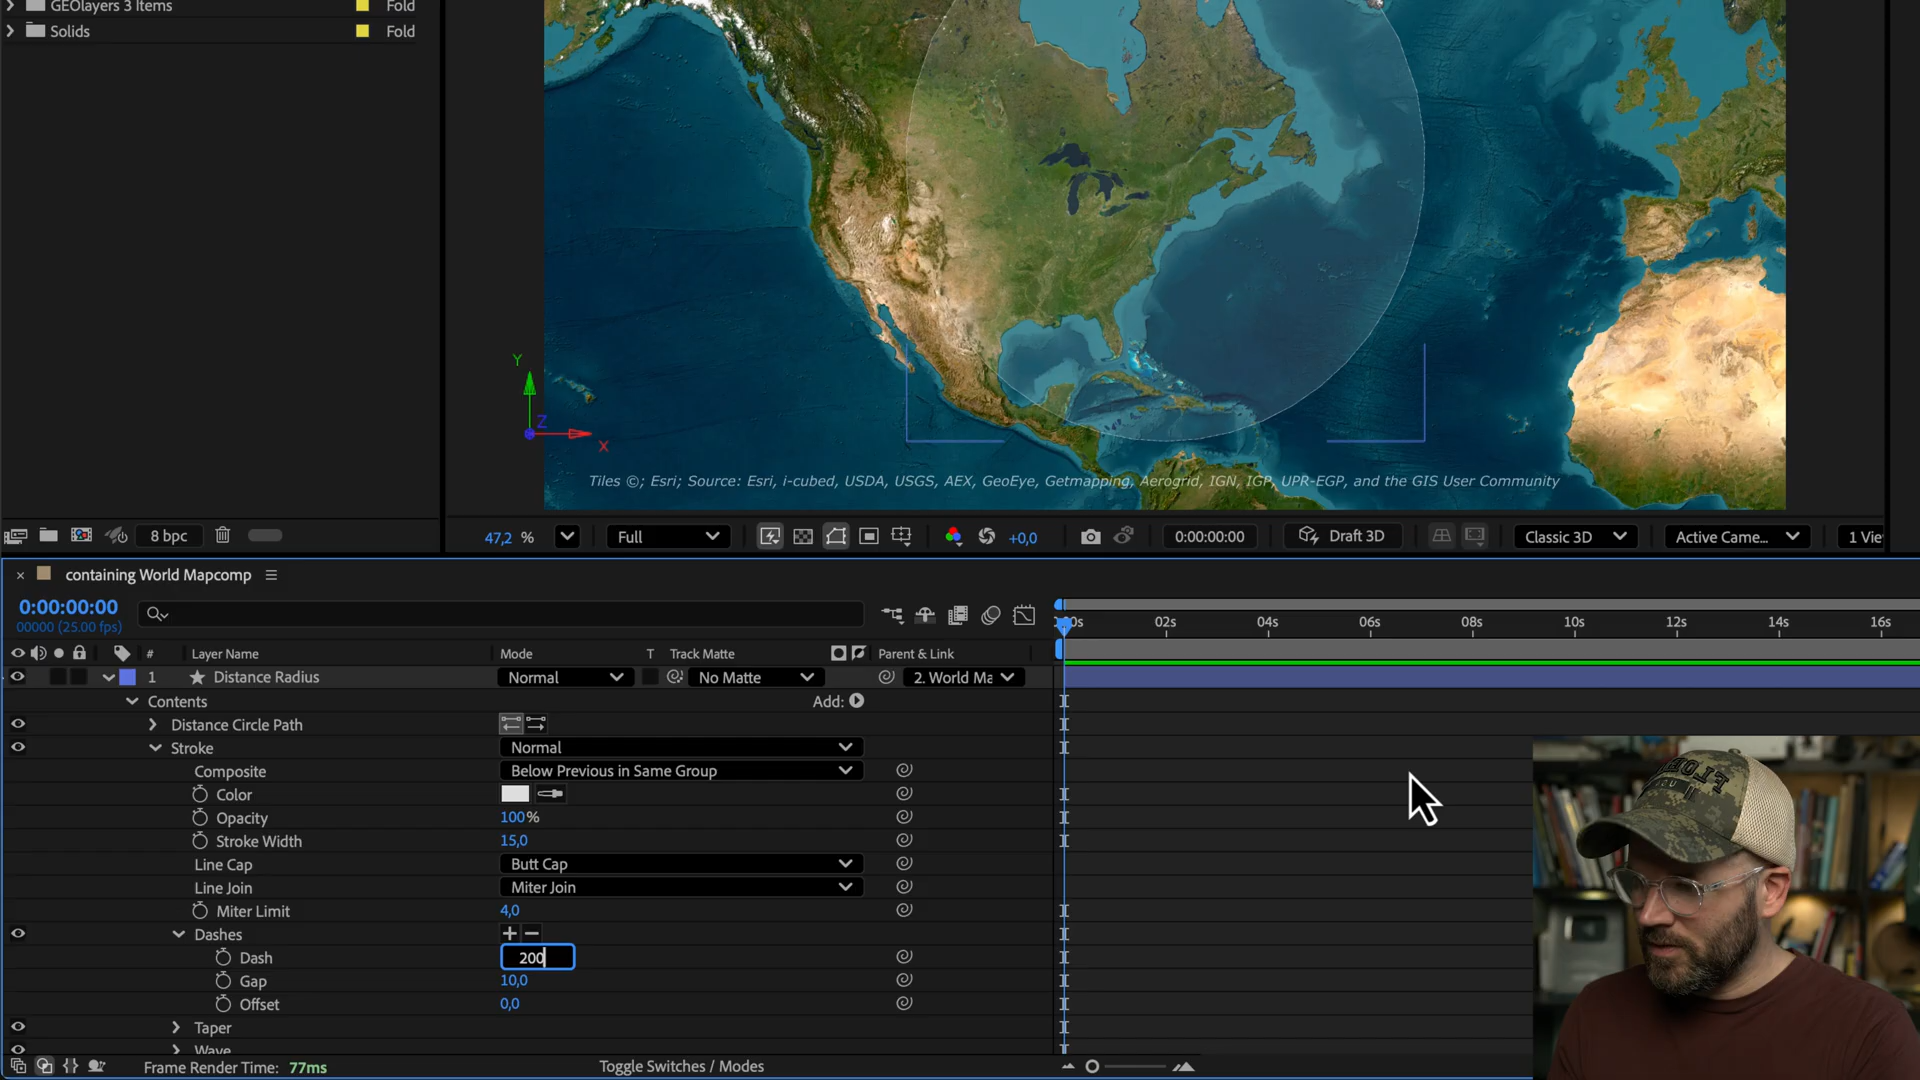 GEOlayers 3 Items Fold
Solids Fold
Y
Z
X
Tiles ©; Esri; Source: Esri, i-cubed, USDA, USGS, AEX, GeoEye, Getmapping, Aerogrid, IGN, IGP, UPR-EGP, and the GIS User Community
8 bpc
47,2 % Full +0,0 0:00:00:00 Draft 3D Classic 3D Active Came... 1 Vie
× containing World Mapcomp
0:00:00:00
00000 (25.00 fps)
:00s 02s 04s 06s 08s 10s 12s 14s 16s
# Layer Name Mode T Track Matte Parent & Link
1 Distance Radius Normal No Matte 2. World Ma
Contents Add:
Distance Circle Path
Stroke Normal
Composite Below Previous in Same Group
Color
Opacity 100%
Stroke Width 15,0
Line Cap Butt Cap
Line Join Miter Join
Miter Limit 4,0
Dashes + −
Dash 200
Gap 10,0
Offset 0,0
Taper
Wave
Frame Render Time: 77ms Toggle Switches / Modes